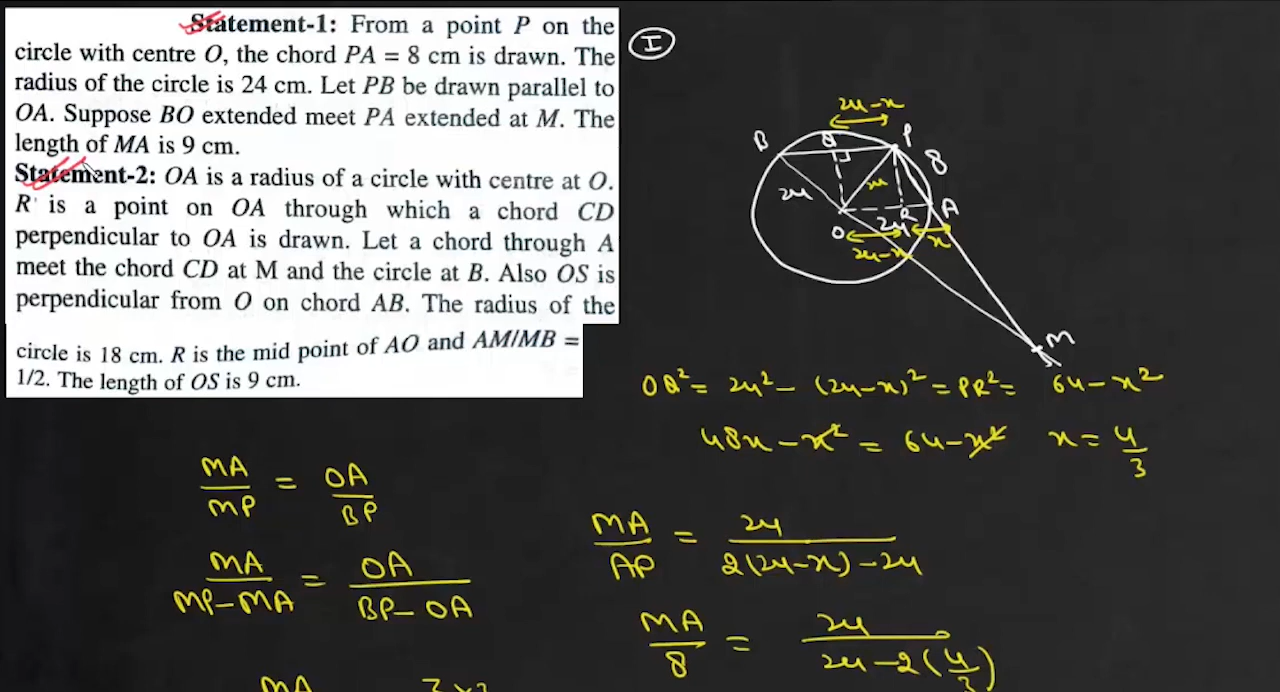 Statement-1: From a point P on the
circle with centre O, the chord PA = 8 cm is drawn. The
radius of the circle is 24 cm. Let PB be drawn parallel to
OA. Suppose BO extended meet PA extended at M. The
length of MA is 9 cm.
Statement-2: OA is a radius of a circle with centre at O.
R is a point on OA through which a chord CD
perpendicular to OA is drawn. Let a chord through A
meet the chord CD at M and the circle at B. Also OS is
perpendicular from O on chord AB. The radius of the
circle is 18 cm. R is the mid point of AO and AM/MB =
1/2. The length of OS is 9 cm.
I
24-x
B
Q
P
8
24
24
A
O
24
R
x
24-x
M
OQ² = 24² - (24-x)² = PR² = 64-x²
48x - x² = 64 - x² x = 4/3
MA/MP = OA/BP
MA/(MP-MA) = OA/(BP-OA)
MA/AP = 24/(2(24-x)-24)
MA/8 = 24/(24-2(4/3))
MA